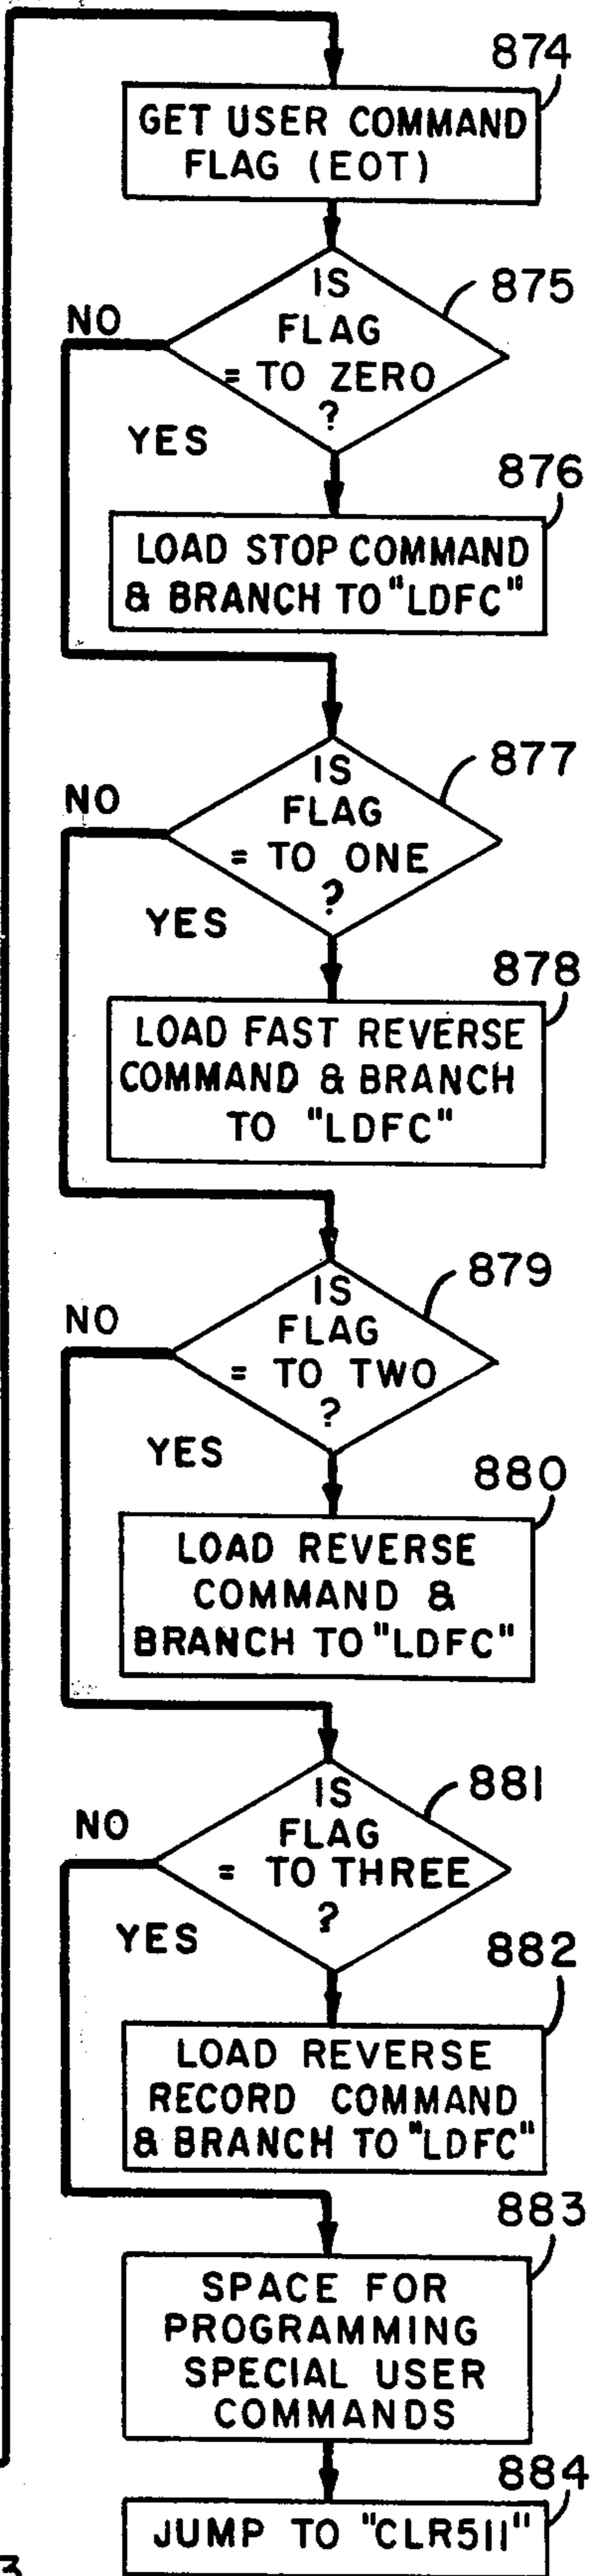 874
GET USER COMMAND
FLAG (EOT)
875
IS
FLAG
= TO ZERO
?
NO
YES
876
LOAD STOP COMMAND
& BRANCH TO "LDFC"
877
IS
FLAG
= TO ONE
?
NO
YES
878
LOAD FAST REVERSE
COMMAND & BRANCH
TO "LDFC"
879
IS
FLAG
= TO TWO
?
NO
YES
880
LOAD REVERSE
COMMAND &
BRANCH TO "LDFC"
881
IS
FLAG
= TO THREE
?
NO
YES
882
LOAD REVERSE
RECORD COMMAND
& BRANCH TO "LDFC"
883
SPACE FOR
PROGRAMMING
SPECIAL USER
COMMANDS
884
JUMP TO "CLR511"